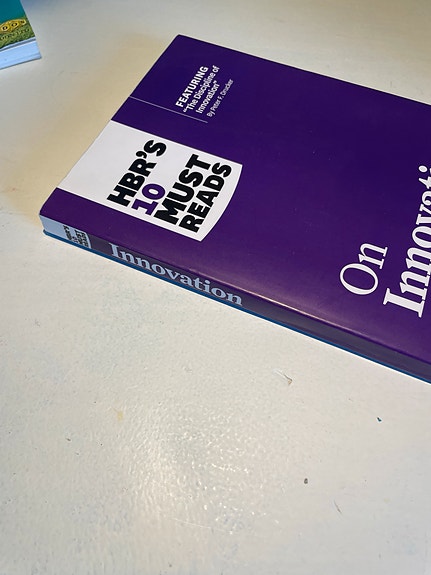 FEATURING
"The Discipline of
Innovation"
By Peter F. Drucker
HBR'S
10
MUST
READS
On
Innovati
Innovation